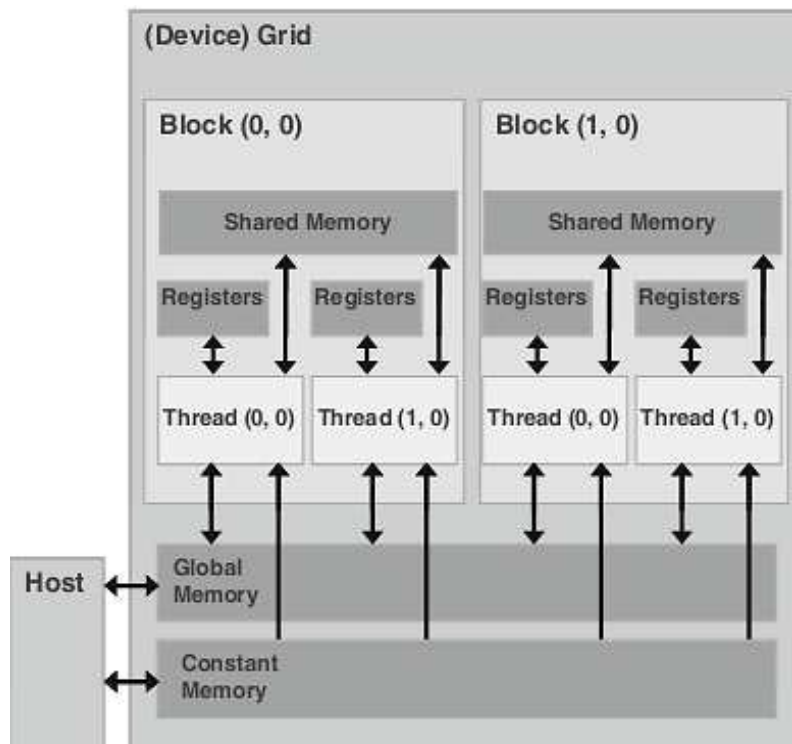 (Device) Grid
Block (0, 0)
Block (1, 0)
Shared Memory
Shared Memory
Registers
Registers
Registers
Registers
Thread (0, 0)
Thread (1, 0)
Thread (0, 0)
Thread (1, 0)
Host
Global
Memory
Constant
Memory